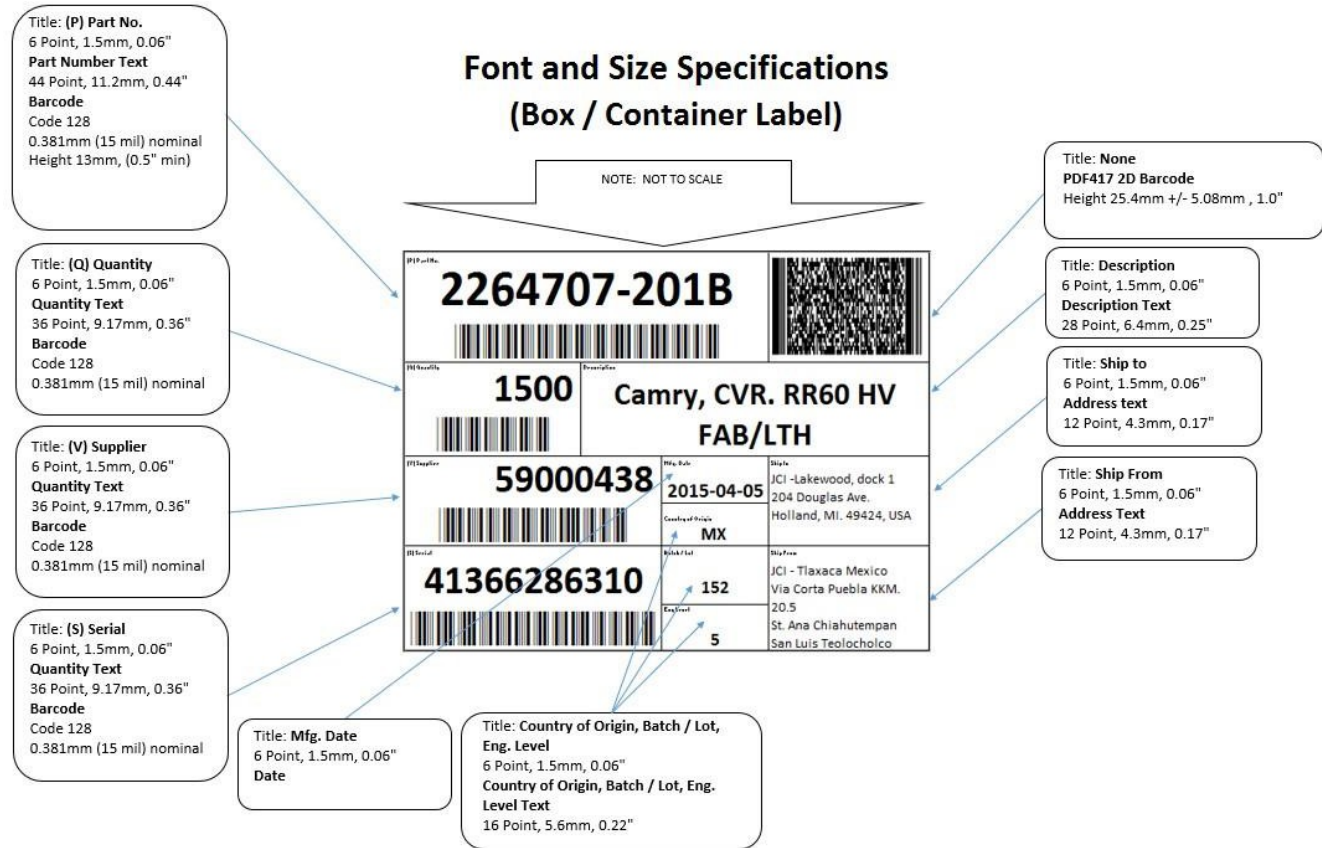 Font and Size Specifications
(Box / Container Label)
NOTE: NOT TO SCALE
Title: (P) Part No.
6 Point, 1.5mm, 0.06"
Part Number Text
44 Point, 11.2mm, 0.44"
Barcode
Code 128
0.381mm (15 mil) nominal
Height 13mm, (0.5" min)
Title: (Q) Quantity
6 Point, 1.5mm, 0.06"
Quantity Text
36 Point, 9.17mm, 0.36"
Barcode
Code 128
0.381mm (15 mil) nominal
Title: (V) Supplier
6 Point, 1.5mm, 0.06"
Quantity Text
36 Point, 9.17mm, 0.36"
Barcode
Code 128
0.381mm (15 mil) nominal
Title: (S) Serial
6 Point, 1.5mm, 0.06"
Quantity Text
36 Point, 9.17mm, 0.36"
Barcode
Code 128
0.381mm (15 mil) nominal
(P) Part No.
2264707-201B
(Q) Quantity
1500
Description
Camry, CVR. RR60 HV
FAB/LTH
(V) Supplier
59000438
Mfg. Date
2015-04-05
Country of Origin
MX
Ship to
JCI -Lakewood, dock 1
204 Douglas Ave.
Holland, MI. 49424, USA
(S) Serial
41366286310
Batch / Lot
152
Eng Level
5
Ship From
JCI - Tlaxaca Mexico
Via Corta Puebla KKM.
20.5
St. Ana Chiahutempan
San Luis Teolocholco
Title: None
PDF417 2D Barcode
Height 25.4mm +/- 5.08mm , 1.0"
Title: Description
6 Point, 1.5mm, 0.06"
Description Text
28 Point, 6.4mm, 0.25"
Title: Ship to
6 Point, 1.5mm, 0.06"
Address text
12 Point, 4.3mm, 0.17"
Title: Ship From
6 Point, 1.5mm, 0.06"
Address Text
12 Point, 4.3mm, 0.17"
Title: Mfg. Date
6 Point, 1.5mm, 0.06"
Date
Title: Country of Origin, Batch / Lot,
Eng. Level
6 Point, 1.5mm, 0.06"
Country of Origin, Batch / Lot, Eng.
Level Text
16 Point, 5.6mm, 0.22"